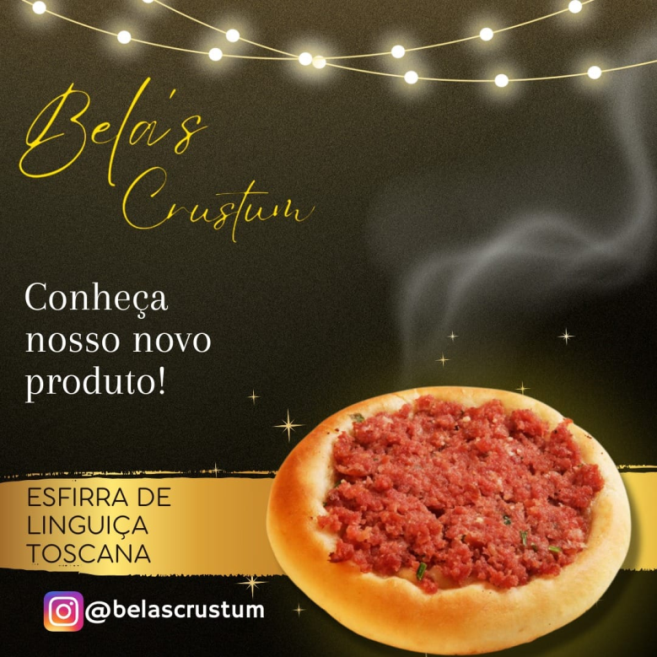 Bela's
Crustum
Conheça
nosso novo
produto!
ESFIRRA DE
LINGUIÇA
TOSCANA
@belascrustum